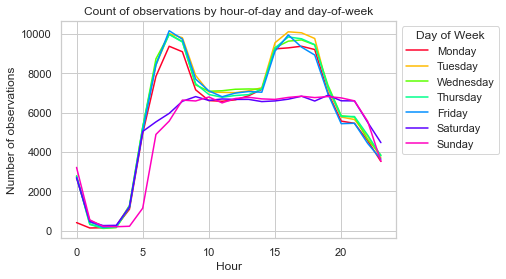 Count of observations by hour-of-day and day-of-week
Number of observations
10000
8000
6000
4000
2000
0
0
5
10
15
20
Hour
Day of Week
Monday
Tuesday
Wednesday
Thursday
Friday
Saturday
Sunday